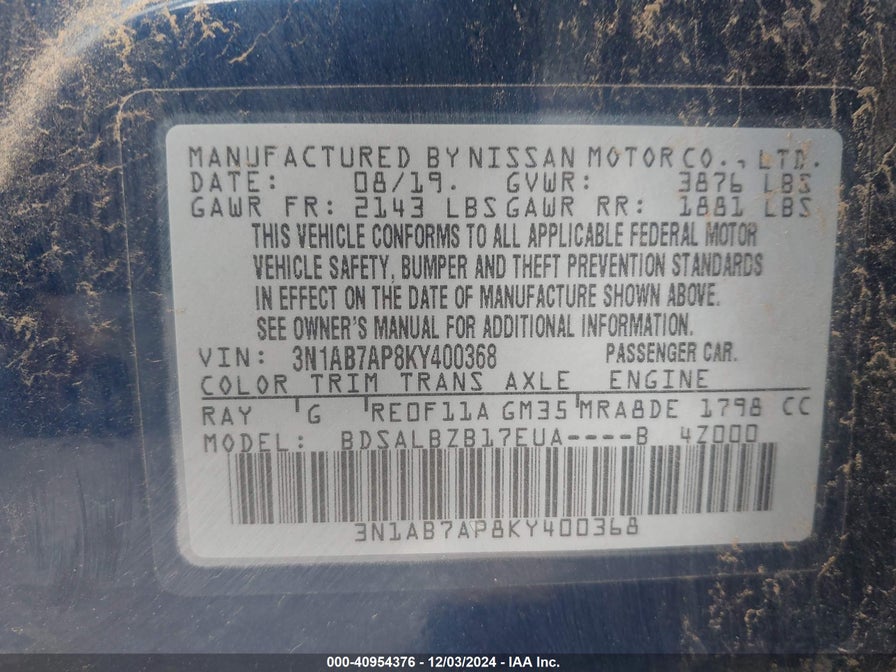 MANUFACTURED BY NISSAN MOTOR CO., LTD.
DATE: 08/19. GVWR: 3876 LBS
GAWR FR: 2143 LBS GAWR RR: 1881 LBS
THIS VEHICLE CONFORMS TO ALL APPLICABLE FEDERAL MOTOR
VEHICLE SAFETY, BUMPER AND THEFT PREVENTION STANDARDS
IN EFFECT ON THE DATE OF MANUFACTURE SHOWN ABOVE.
SEE OWNER'S MANUAL FOR ADDITIONAL INFORMATION.
VIN: 3N1AB7AP8KY400368 PASSENGER CAR.
COLOR TRIM TRANS AXLE ENGINE
RAY G RE0F11A GM35 MRA8DE 1798 CC
MODEL: BDSALBZB17EUA----B 4Z000
3N1AB7AP8KY400368
000-40954376 - 12/03/2024 - IAA Inc.